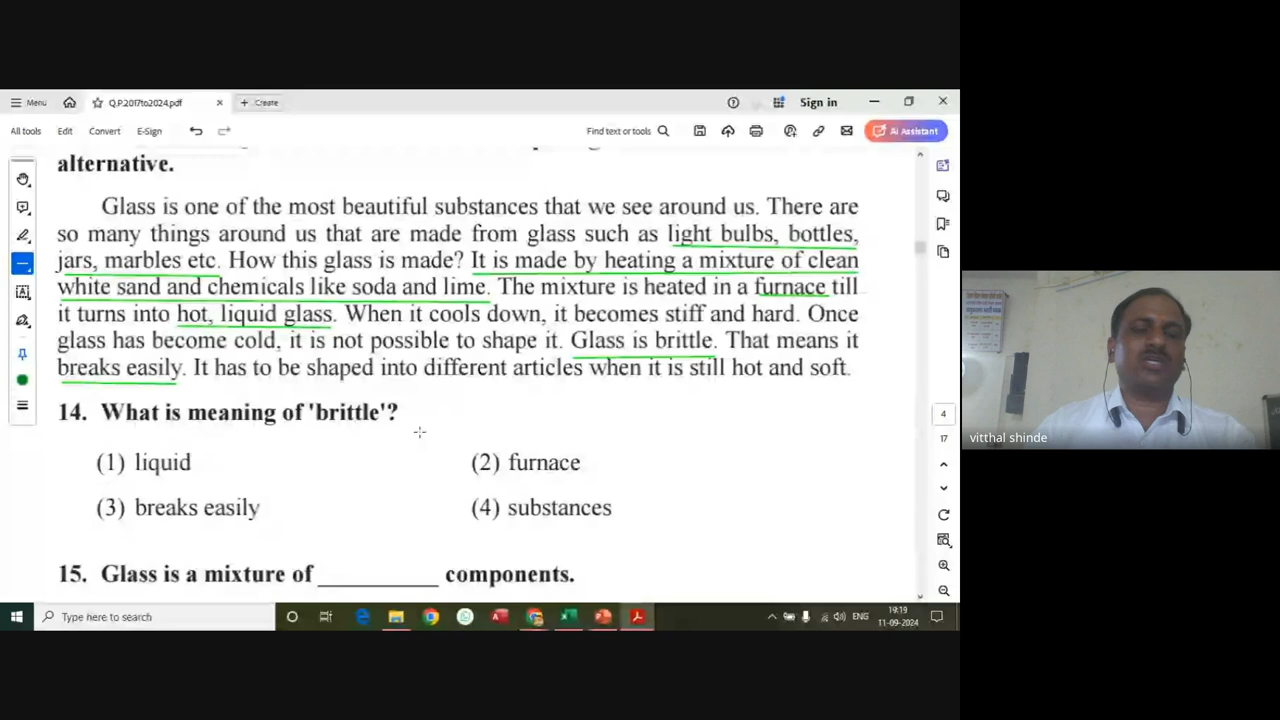 Menu
Q.P.2017to2024.pdf
Create
Sign in
All tools Edit Convert E-Sign
Find text or tools
AI Assistant
alternative.
Glass is one of the most beautiful substances that we see around us. There are
so many things around us that are made from glass such as light bulbs, bottles,
jars, marbles etc. How this glass is made? It is made by heating a mixture of clean
white sand and chemicals like soda and lime. The mixture is heated in a furnace till
it turns into hot, liquid glass. When it cools down, it becomes stiff and hard. Once
glass has become cold, it is not possible to shape it. Glass is brittle. That means it
breaks easily. It has to be shaped into different articles when it is still hot and soft.
14. What is meaning of 'brittle'?
(1) liquid (2) furnace
(3) breaks easily (4) substances
15. Glass is a mixture of _________ components.
4
17
vitthal shinde
Type here to search
ENG
19:19
11-09-2024